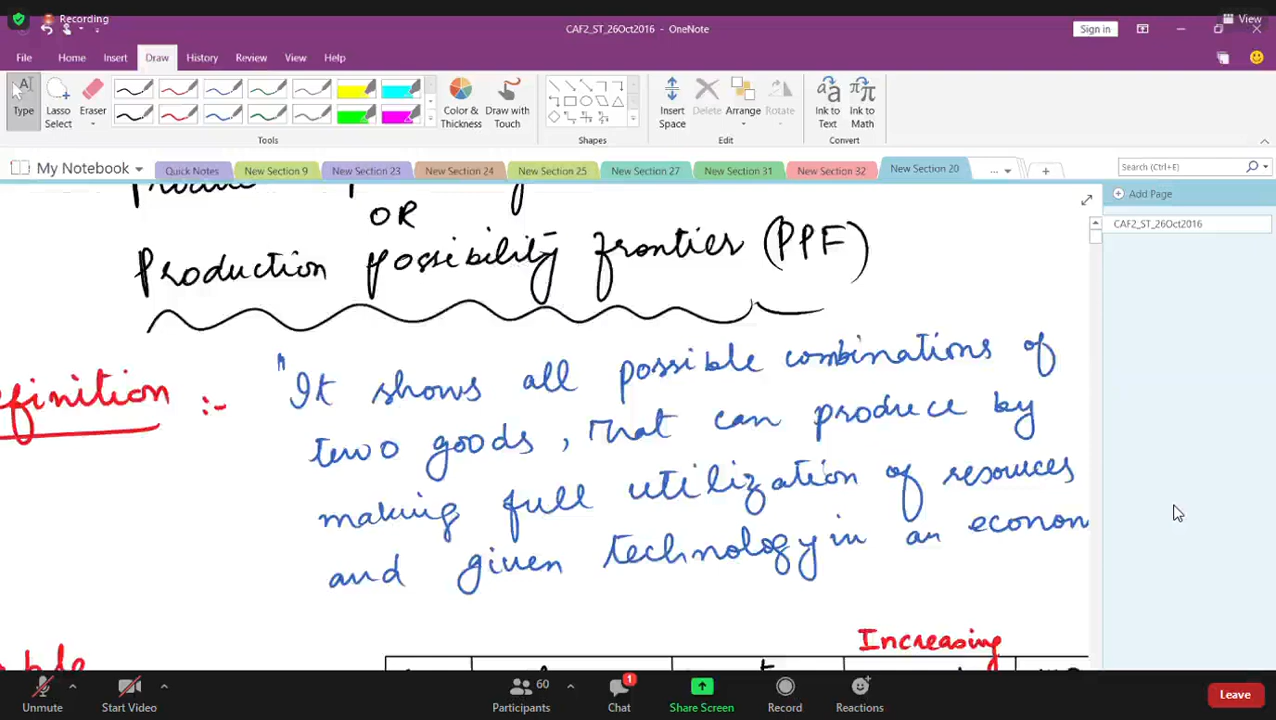 Recording
View
CAF2_ST_26Oct2016 - OneNote
Sign in
File Home Insert Draw History Review View Help
Type
Lasso Select
Eraser
Color & Thickness
Draw with Touch
Insert Space
Delete
Arrange
Rotate
Ink to Text
Ink to Math
Tools
Shapes
Edit
Convert
My Notebook
Quick Notes
New Section 9
New Section 23
New Section 24
New Section 25
New Section 27
New Section 31
New Section 32
New Section 20
...
Search (Ctrl+E)
Add Page
CAF2_ST_26Oct2016
OR
Production possibility frontier (PPF)
efinition :- "It shows all possible combinations of
two goods, that can produce by
making full utilization of resouces
and given technology in an econom
Increasing
Unmute
Start Video
60
Participants
1
Chat
Share Screen
Record
Reactions
Leave